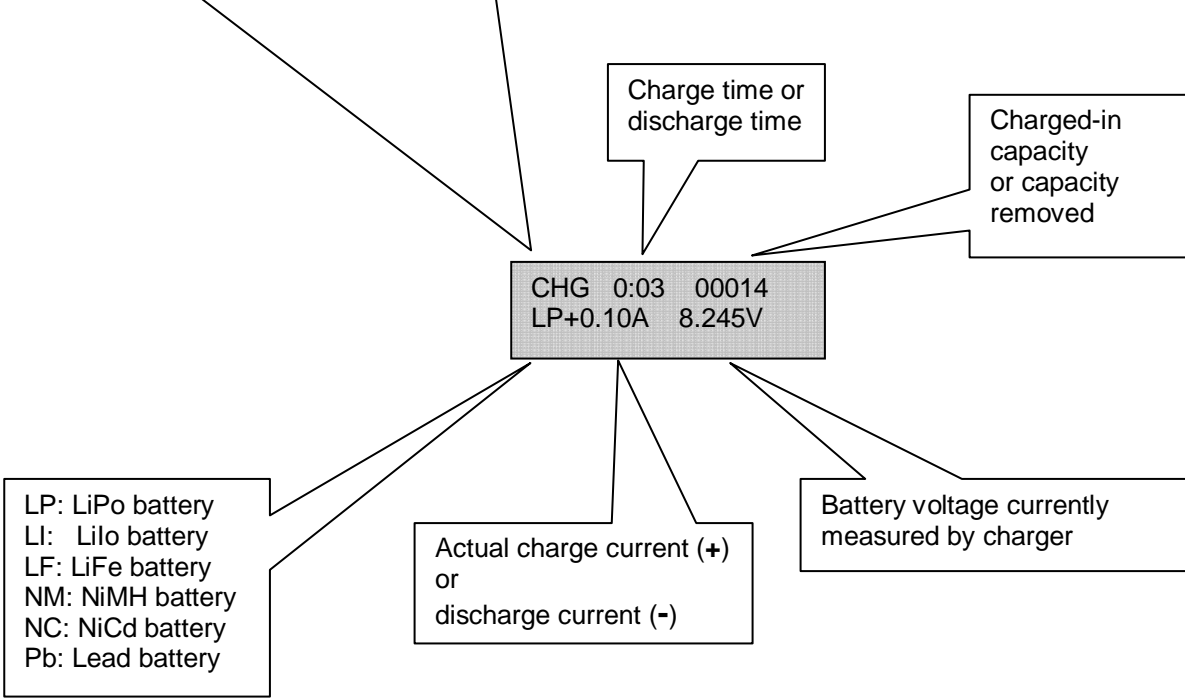 Charge time or
discharge time
Charged-in
capacity
or capacity
removed
CHG 0:03 00014
LP+0.10A 8.245V
LP: LiPo battery
LI: LiIo battery
LF: LiFe battery
NM: NiMH battery
NC: NiCd battery
Pb: Lead battery
Actual charge current (+)
or
discharge current (-)
Battery voltage currently
measured by charger